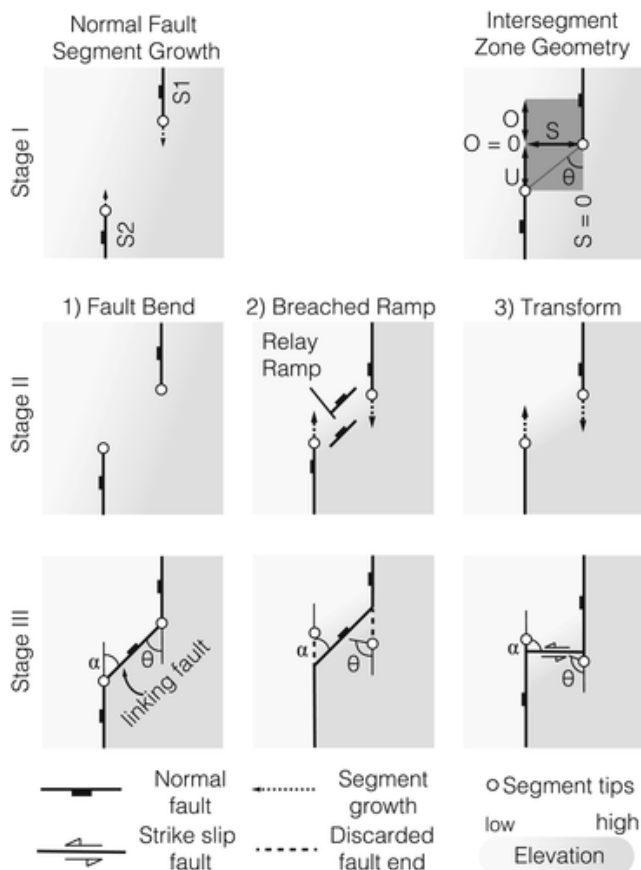 Normal Fault
Segment Growth
Intersegment
Zone Geometry
Stage I
S1
S2
O
O = 0
S
U
θ
S = 0
1) Fault Bend
2) Breached Ramp
3) Transform
Stage II
Relay
Ramp
Stage III
α
θ
linking fault
α
θ
α
θ
Normal
fault
Segment
growth
Segment tips
Strike slip
fault
Discarded
fault end
low
high
Elevation